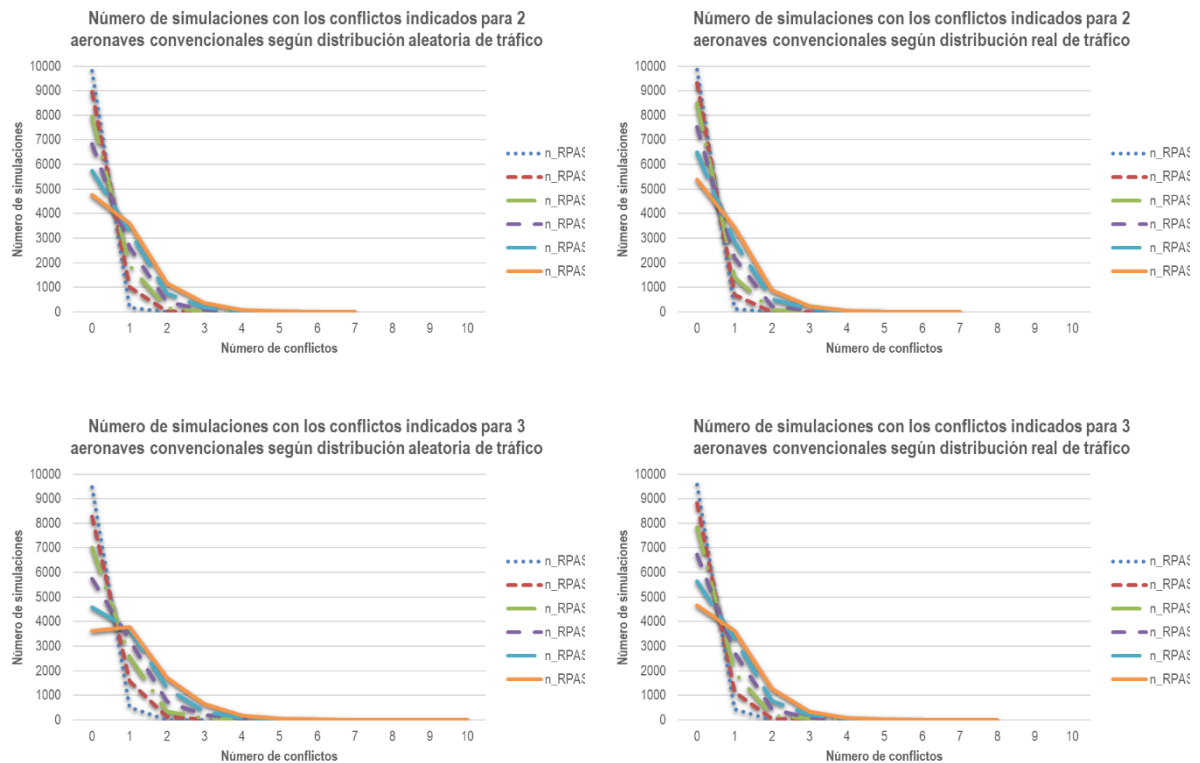 Número de simulaciones con los conflictos indicados para 2
aeronaves convencionales según distribución aleatoria de tráfico
10000
9000
8000
7000
6000
5000
4000
3000
2000
1000
0
Número de simulaciones
0 1 2 3 4 5 6 7 8 9 10
Número de conflictos
n_RPAS
n_RPAS
n_RPAS
n_RPAS
n_RPAS
n_RPAS
Número de simulaciones con los conflictos indicados para 2
aeronaves convencionales según distribución real de tráfico
10000
9000
8000
7000
6000
5000
4000
3000
2000
1000
0
Número de simulaciones
0 1 2 3 4 5 6 7 8 9 10
Número de conflictos
n_RPAS
n_RPAS
n_RPAS
n_RPAS
n_RPAS
n_RPAS
Número de simulaciones con los conflictos indicados para 3
aeronaves convencionales según distribución aleatoria de tráfico
10000
9000
8000
7000
6000
5000
4000
3000
2000
1000
0
Número de simulaciones
0 1 2 3 4 5 6 7 8 9 10
Número de conflictos
n_RPAS
n_RPAS
n_RPAS
n_RPAS
n_RPAS
n_RPAS
Número de simulaciones con los conflictos indicados para 3
aeronaves convencionales según distribución real de tráfico
10000
9000
8000
7000
6000
5000
4000
3000
2000
1000
0
Número de simulaciones
0 1 2 3 4 5 6 7 8 9 10
Número de conflictos
n_RPAS
n_RPAS
n_RPAS
n_RPAS
n_RPAS
n_RPAS